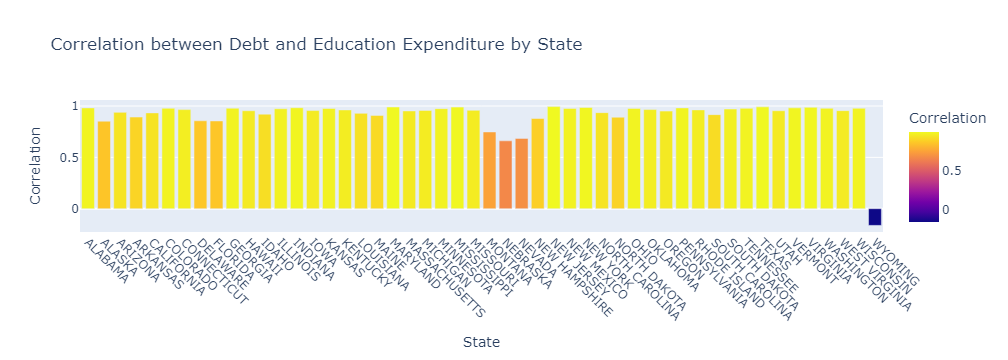 Correlation between Debt and Education Expenditure by State
Correlation
1
0.5
0
Correlation
0.5
0
ALABAMA
ALASKA
ARIZONA
ARKANSAS
CALIFORNIA
COLORADO
CONNECTICUT
DELAWARE
FLORIDA
GEORGIA
HAWAII
IDAHO
ILLINOIS
INDIANA
IOWA
KANSAS
KENTUCKY
LOUISIANA
MAINE
MARYLAND
MASSACHUSETTS
MICHIGAN
MINNESOTA
MISSISSIPPI
MISSOURI
MONTANA
NEBRASKA
NEVADA
NEW HAMPSHIRE
NEW JERSEY
NEW MEXICO
NEW YORK
NORTH CAROLINA
NORTH DAKOTA
OHIO
OKLAHOMA
OREGON
PENNSYLVANIA
RHODE ISLAND
SOUTH CAROLINA
SOUTH DAKOTA
TENNESSEE
TEXAS
UTAH
VERMONT
VIRGINIA
WASHINGTON
WEST VIRGINIA
WISCONSIN
WYOMING
State